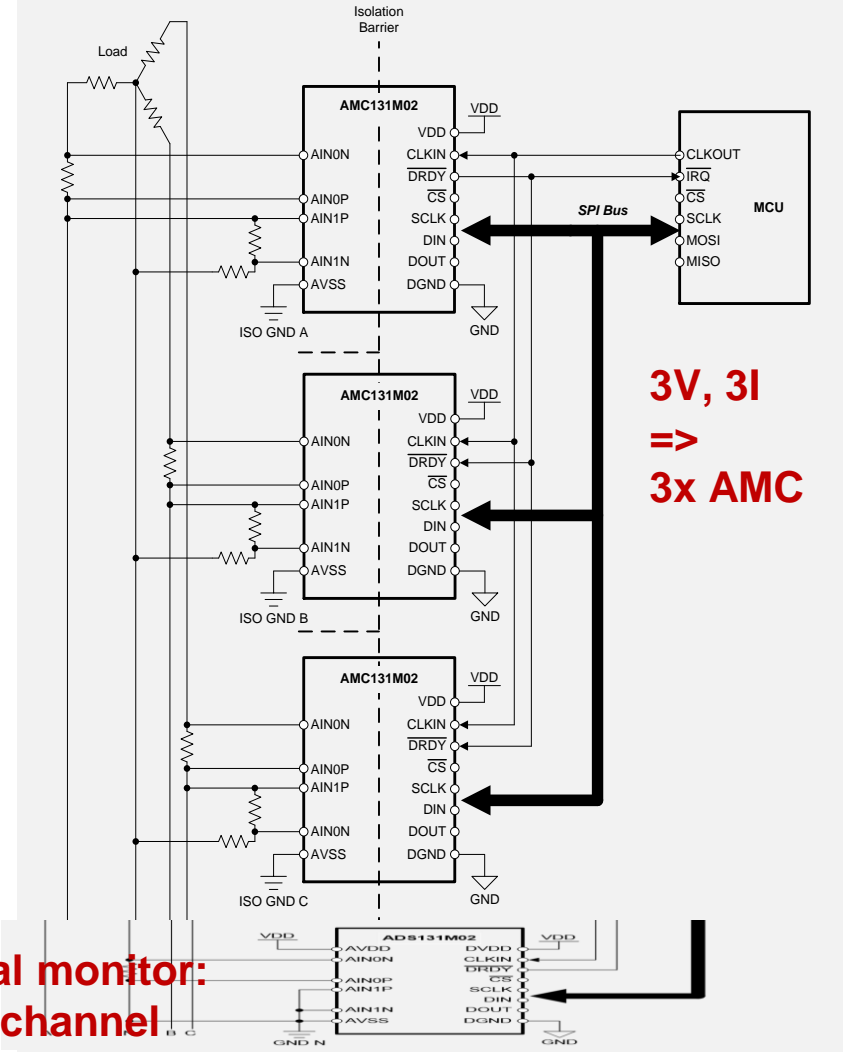 Isolation
Barrier
Load
AMC131M02
VDD
VDD
AIN0N
CLKIN
DRDY
CS
AIN0P
AIN1P
SCLK
DIN
AIN1N
DOUT
AVSS
DGND
ISO GND A
GND
SPI Bus
CLKOUT
IRQ
CS
SCLK
MOSI
MISO
MCU
AMC131M02
VDD
VDD
AIN0N
CLKIN
DRDY
CS
AIN0P
AIN1P
SCLK
DIN
AIN1N
DOUT
AVSS
DGND
ISO GND B
GND
3V, 3I
=>
3x AMC
AMC131M02
VDD
VDD
AIN0N
CLKIN
DRDY
CS
AIN0P
AIN1P
SCLK
DIN
AIN0N
DOUT
AVSS
DGND
ISO GND C
GND
VDD
ADS131M02
VDD
AVDD
DVDD
AIN0N
CLKIN
DRDY
CS
AIN0P
AIN1P
SCLK
DIN
AIN1N
DOUT
AVSS
DGND
GND N
GND
al monitor:
channel
B C